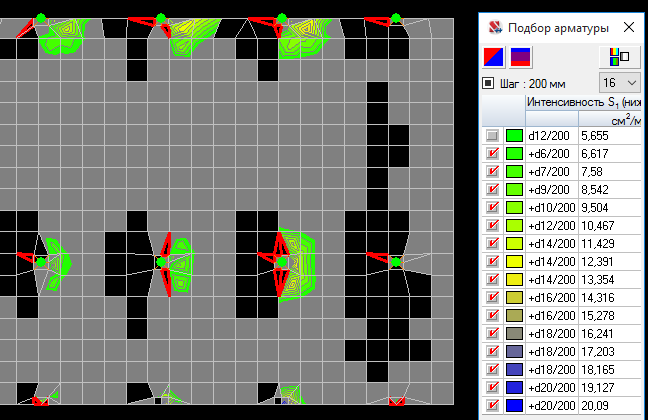 Подбор арматуры
Шаг : 200 мм
16
Интенсивность S1 (ниж
см2/м
d12/200 5,655
+d6/200 6,617
+d7/200 7,58
+d9/200 8,542
+d10/200 9,504
+d12/200 10,467
+d14/200 11,429
+d14/200 12,391
+d14/200 13,354
+d16/200 14,316
+d16/200 15,278
+d18/200 16,241
+d18/200 17,203
+d18/200 18,165
+d20/200 19,127
+d20/200 20,09